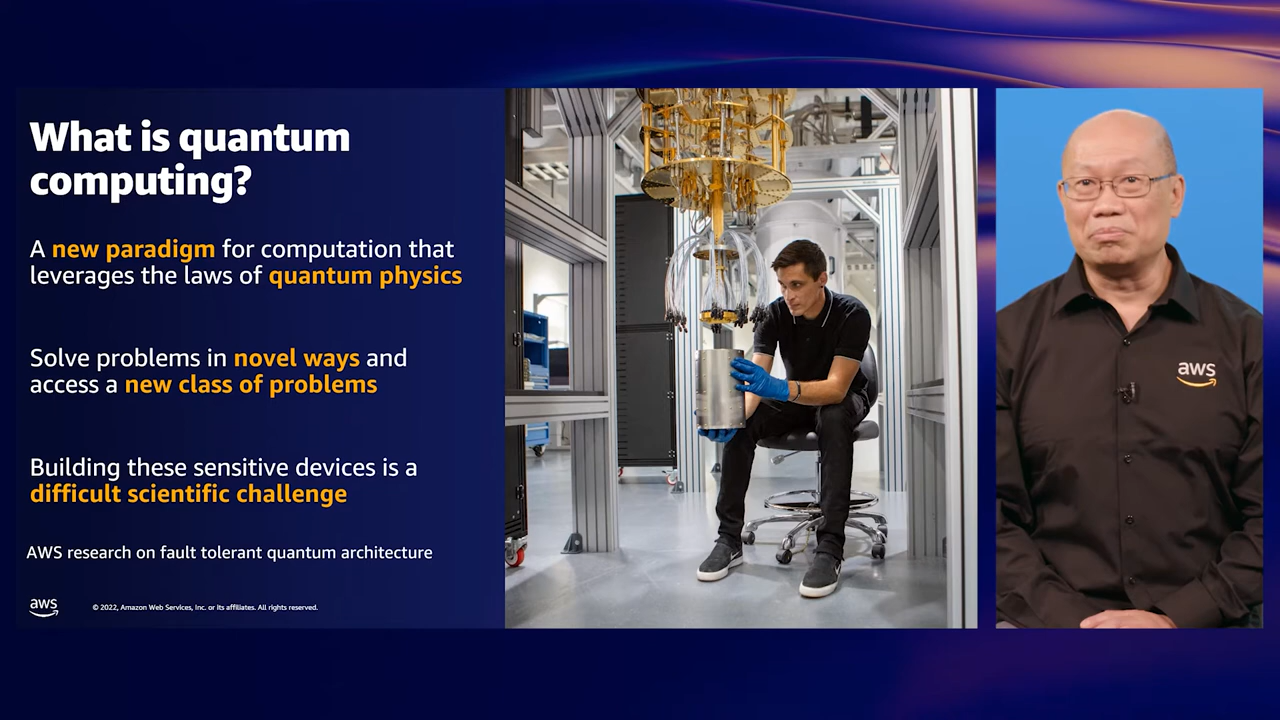 What is quantum
computing?
A new paradigm for computation that
leverages the laws of quantum physics
Solve problems in novel ways and
access a new class of problems
Building these sensitive devices is a
difficult scientific challenge
AWS research on fault tolerant quantum architecture
aws
© 2022, Amazon Web Services, Inc. or its affiliates. All rights reserved.
aws